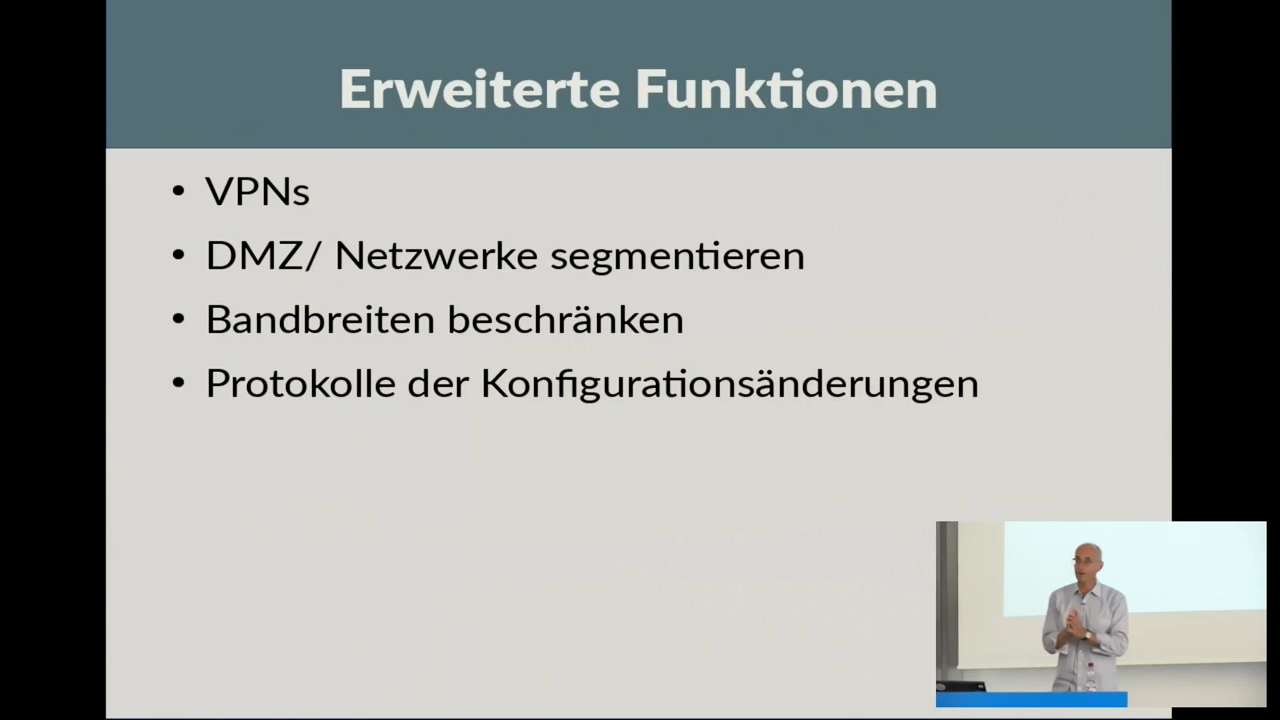 Erweiterte Funktionen
• VPNs
• DMZ/ Netzwerke segmentieren
• Bandbreiten beschränken
• Protokolle der Konfigurationsänderungen